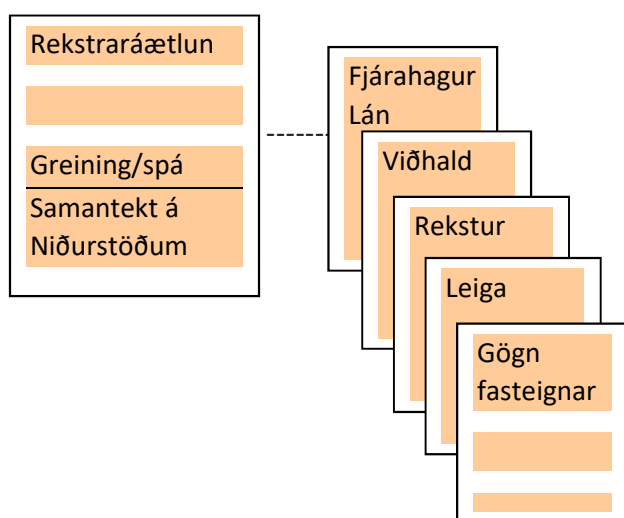 Rekstraráætlun
Greining/spá
Samantekt á
Niðurstöðum
Fjárahagur
Lán
Viðhald
Rekstur
Leiga
Gögn
fasteignar